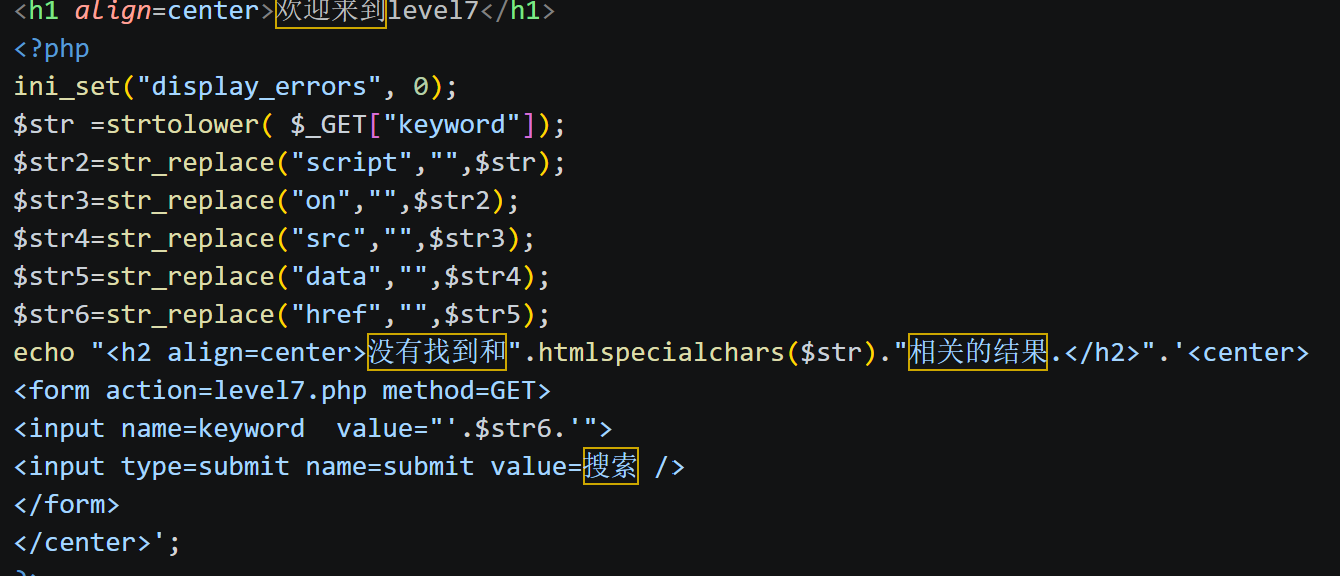 <h1 align=center>欢迎来到level7</h1>
<?php
ini_set("display_errors", 0);
$str =strtolower( $_GET["keyword"]);
$str2=str_replace("script","",$str);
$str3=str_replace("on","",$str2);
$str4=str_replace("src","",$str3);
$str5=str_replace("data","",$str4);
$str6=str_replace("href","",$str5);
echo "<h2 align=center>没有找到和".htmlspecialchars($str)."相关的结果.</h2>".'<center>
<form action=level7.php method=GET>
<input name=keyword  value="'.$str6.'">
<input type=submit name=submit value=搜索 />
</form>
</center>';
?>